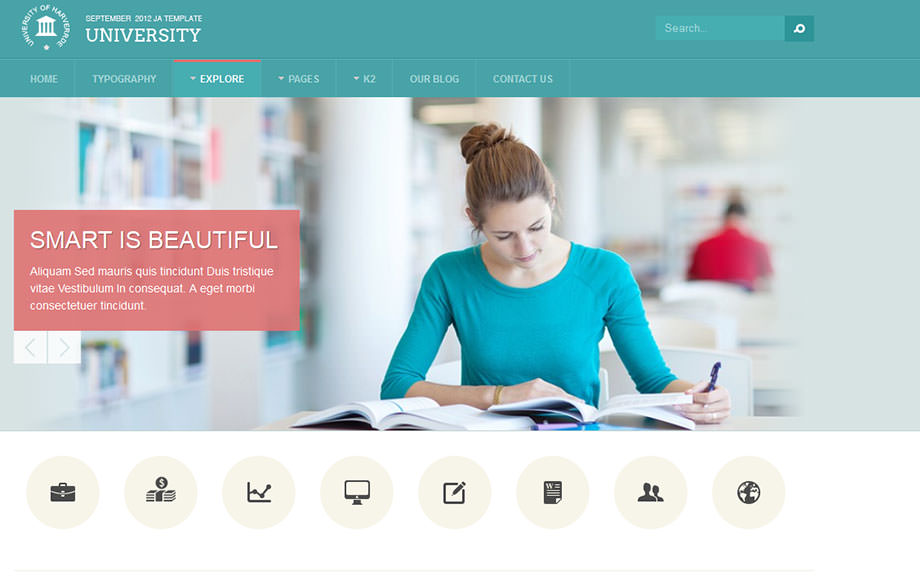 UNIVERSITY OF HARVERRDE
SEPTEMBER 2012 JA TEMPLATE
UNIVERSITY
Search...
HOME TYPOGRAPHY EXPLORE PAGES K2 OUR BLOG CONTACT US
SMART IS BEAUTIFUL
Aliquam Sed mauris quis tincidunt Duis tristique
vitae Vestibulum In consequat. A eget morbi
consectetuer tincidunt.
$
W